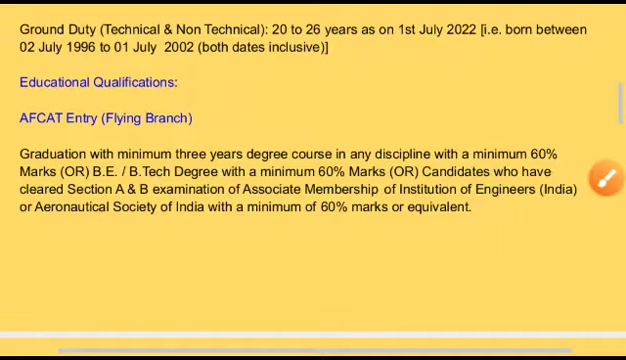 Ground Duty (Technical & Non Technical): 20 to 26 years as on 1st July 2022 [i.e. born between
02 July 1996 to 01 July 2002 (both dates inclusive)]
Educational Qualifications:
AFCAT Entry (Flying Branch)
Graduation with minimum three years degree course in any discipline with a minimum 60%
Marks (OR) B.E. / B.Tech Degree with a minimum 60% Marks (OR) Candidates who have
cleared Section A & B examination of Associate Membership of Institution of Engineers (India)
or Aeronautical Society of India with a minimum of 60% marks or equivalent.